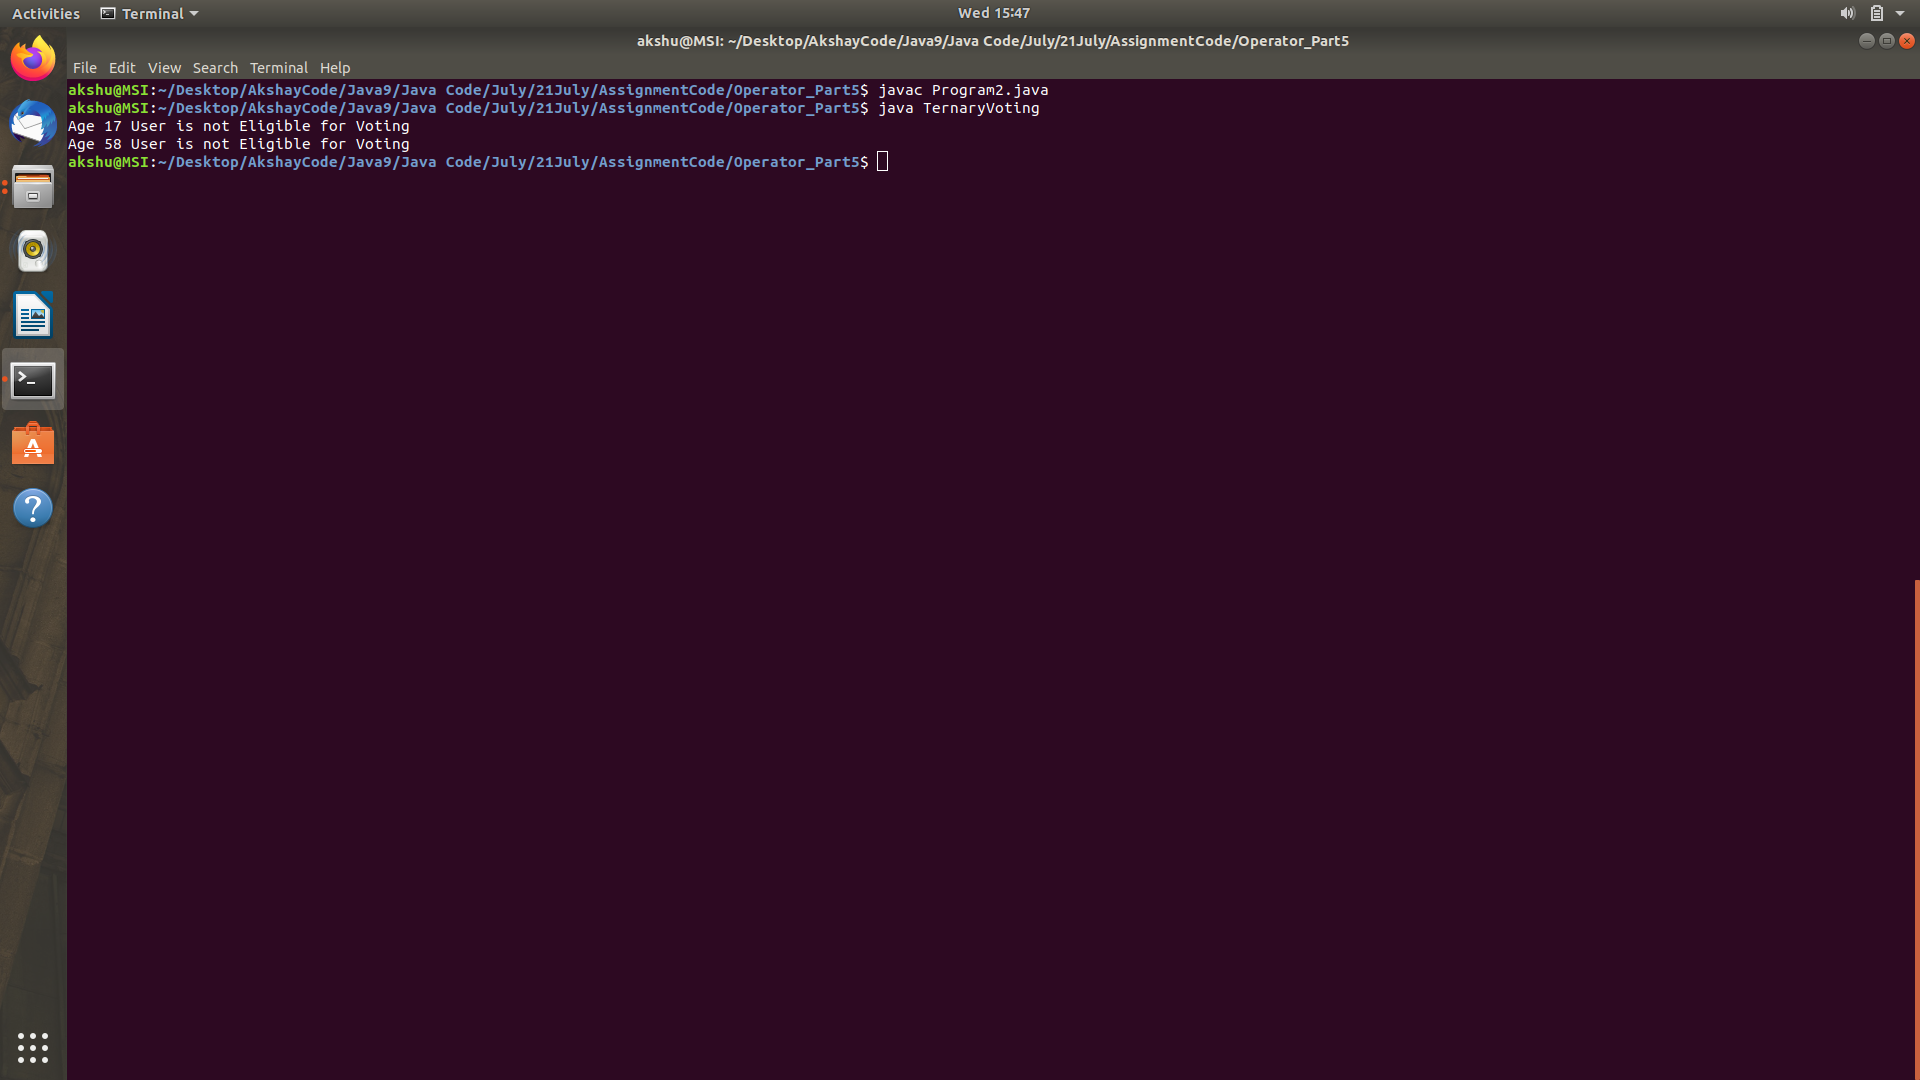 Activities Terminal Wed 15:47
akshu@MSI: ~/Desktop/AkshayCode/Java9/Java Code/July/21July/AssignmentCode/Operator_Part5
File Edit View Search Terminal Help
akshu@MSI:~/Desktop/AkshayCode/Java9/Java Code/July/21July/AssignmentCode/Operator_Part5$ javac Program2.java
akshu@MSI:~/Desktop/AkshayCode/Java9/Java Code/July/21July/AssignmentCode/Operator_Part5$ java TernaryVoting
Age 17 User is not Eligible for Voting
Age 58 User is not Eligible for Voting
akshu@MSI:~/Desktop/AkshayCode/Java9/Java Code/July/21July/AssignmentCode/Operator_Part5$